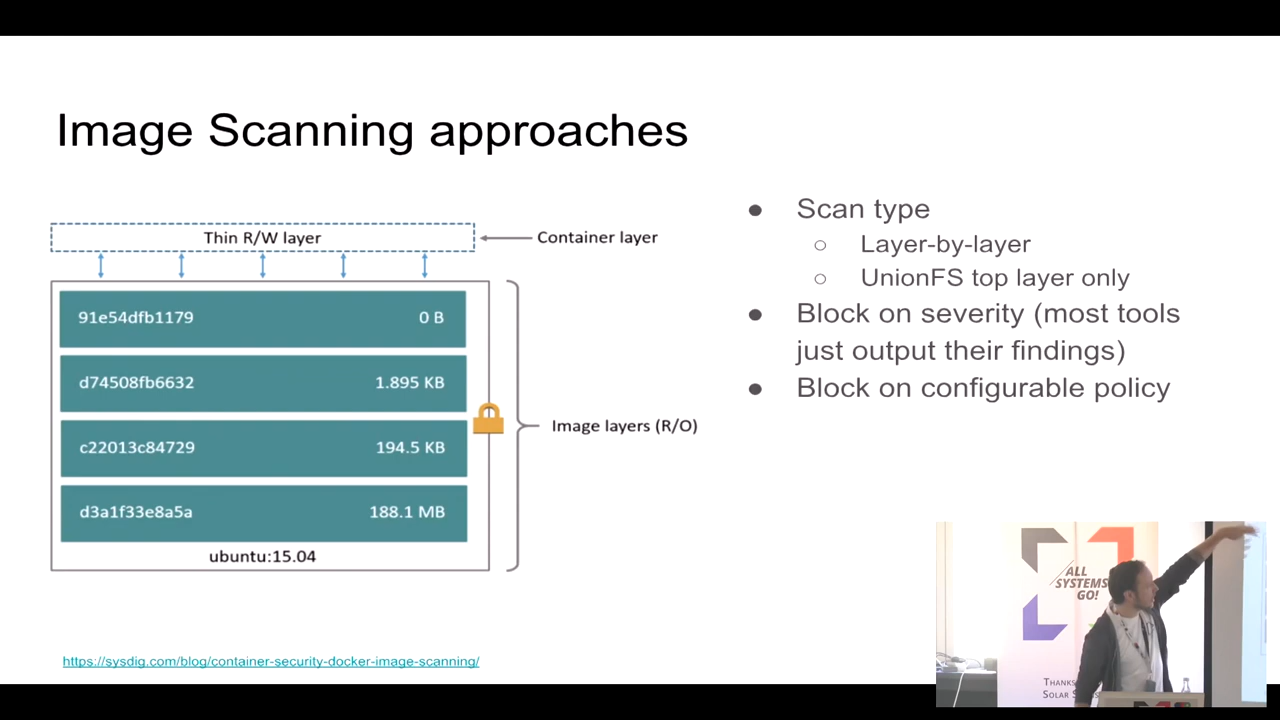 Image Scanning approaches
Thin R/W layer
Container layer
91e54dfb1179 0 B
d74508fb6632 1.895 KB
c22013c84729 194.5 KB
d3a1f33e8a5a 188.1 MB
ubuntu:15.04
Image layers (R/O)
● Scan type
○ Layer-by-layer
○ UnionFS top layer only
● Block on severity (most tools
just output their findings)
● Block on configurable policy
https://sysdig.com/blog/container-security-docker-image-scanning/
ALL
SYSTEMS
GO!
THANKS
SOLAR